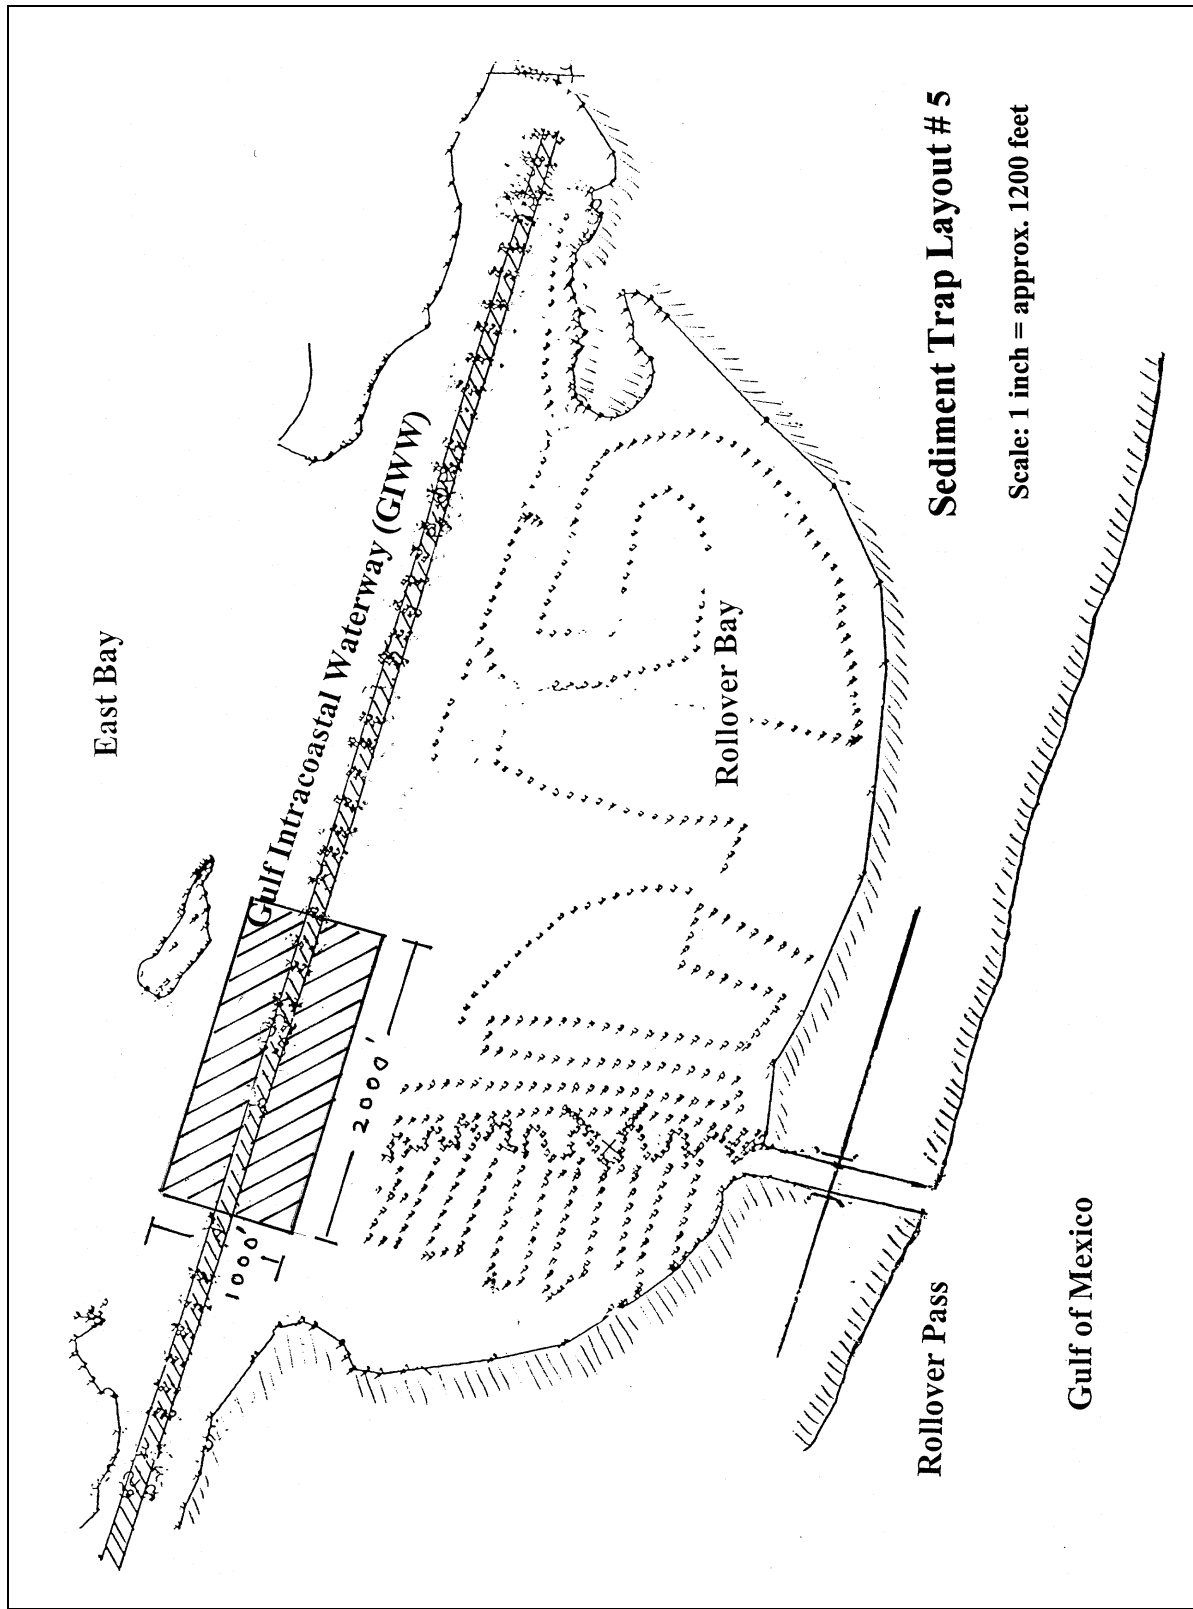 East Bay
Gulf Intracoastal Waterway (GIWW)
1000'
2000'
Rollover Bay
Rollover Pass
Gulf of Mexico
Sediment Trap Layout # 5
Scale: 1 inch = approx. 1200 feet